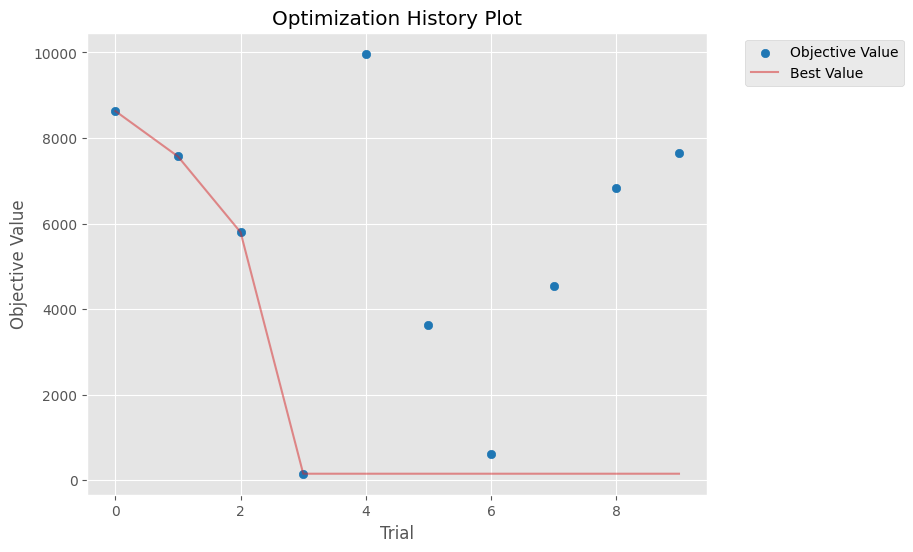 Optimization History Plot
Objective Value
Best Value
10000
8000
6000
4000
2000
0
Objective Value
0 2 4 6 8
Trial